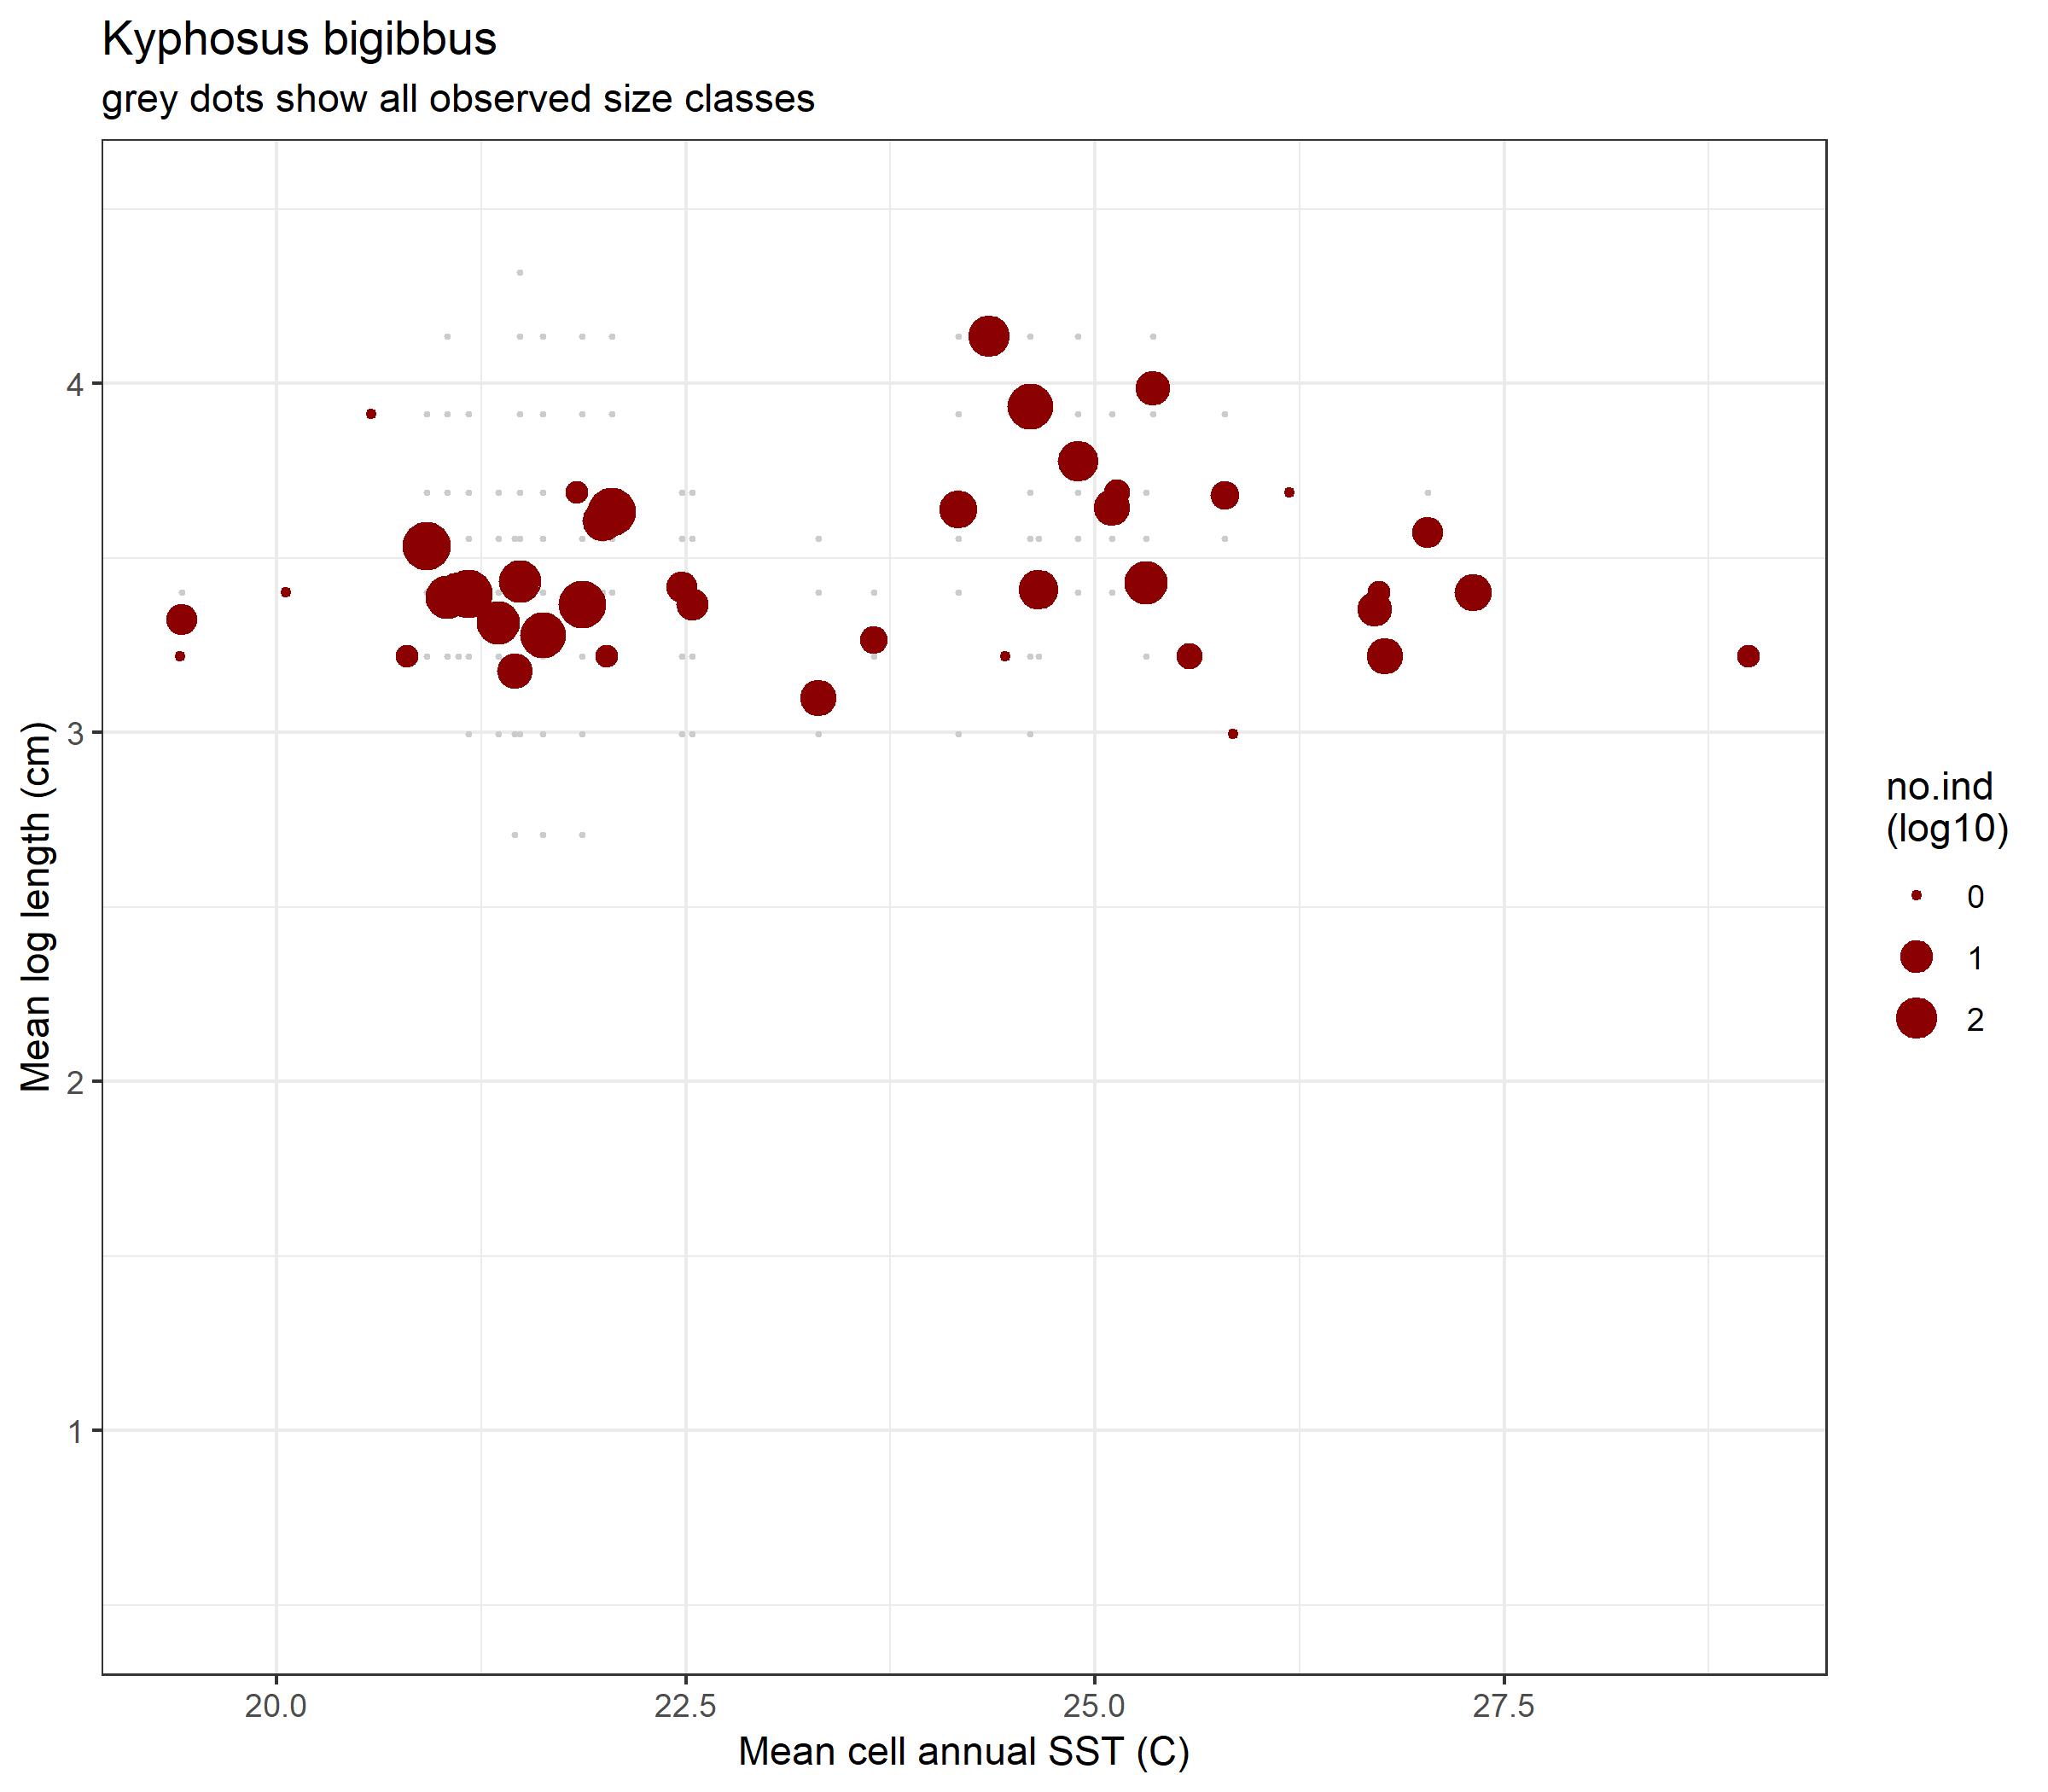 Kyphosus bigibbus
grey dots show all observed size classes
Mean log length (cm)
4
3
2
1
20.0
22.5
25.0
27.5
Mean cell annual SST (C)
no.ind
(log10)
0
1
2